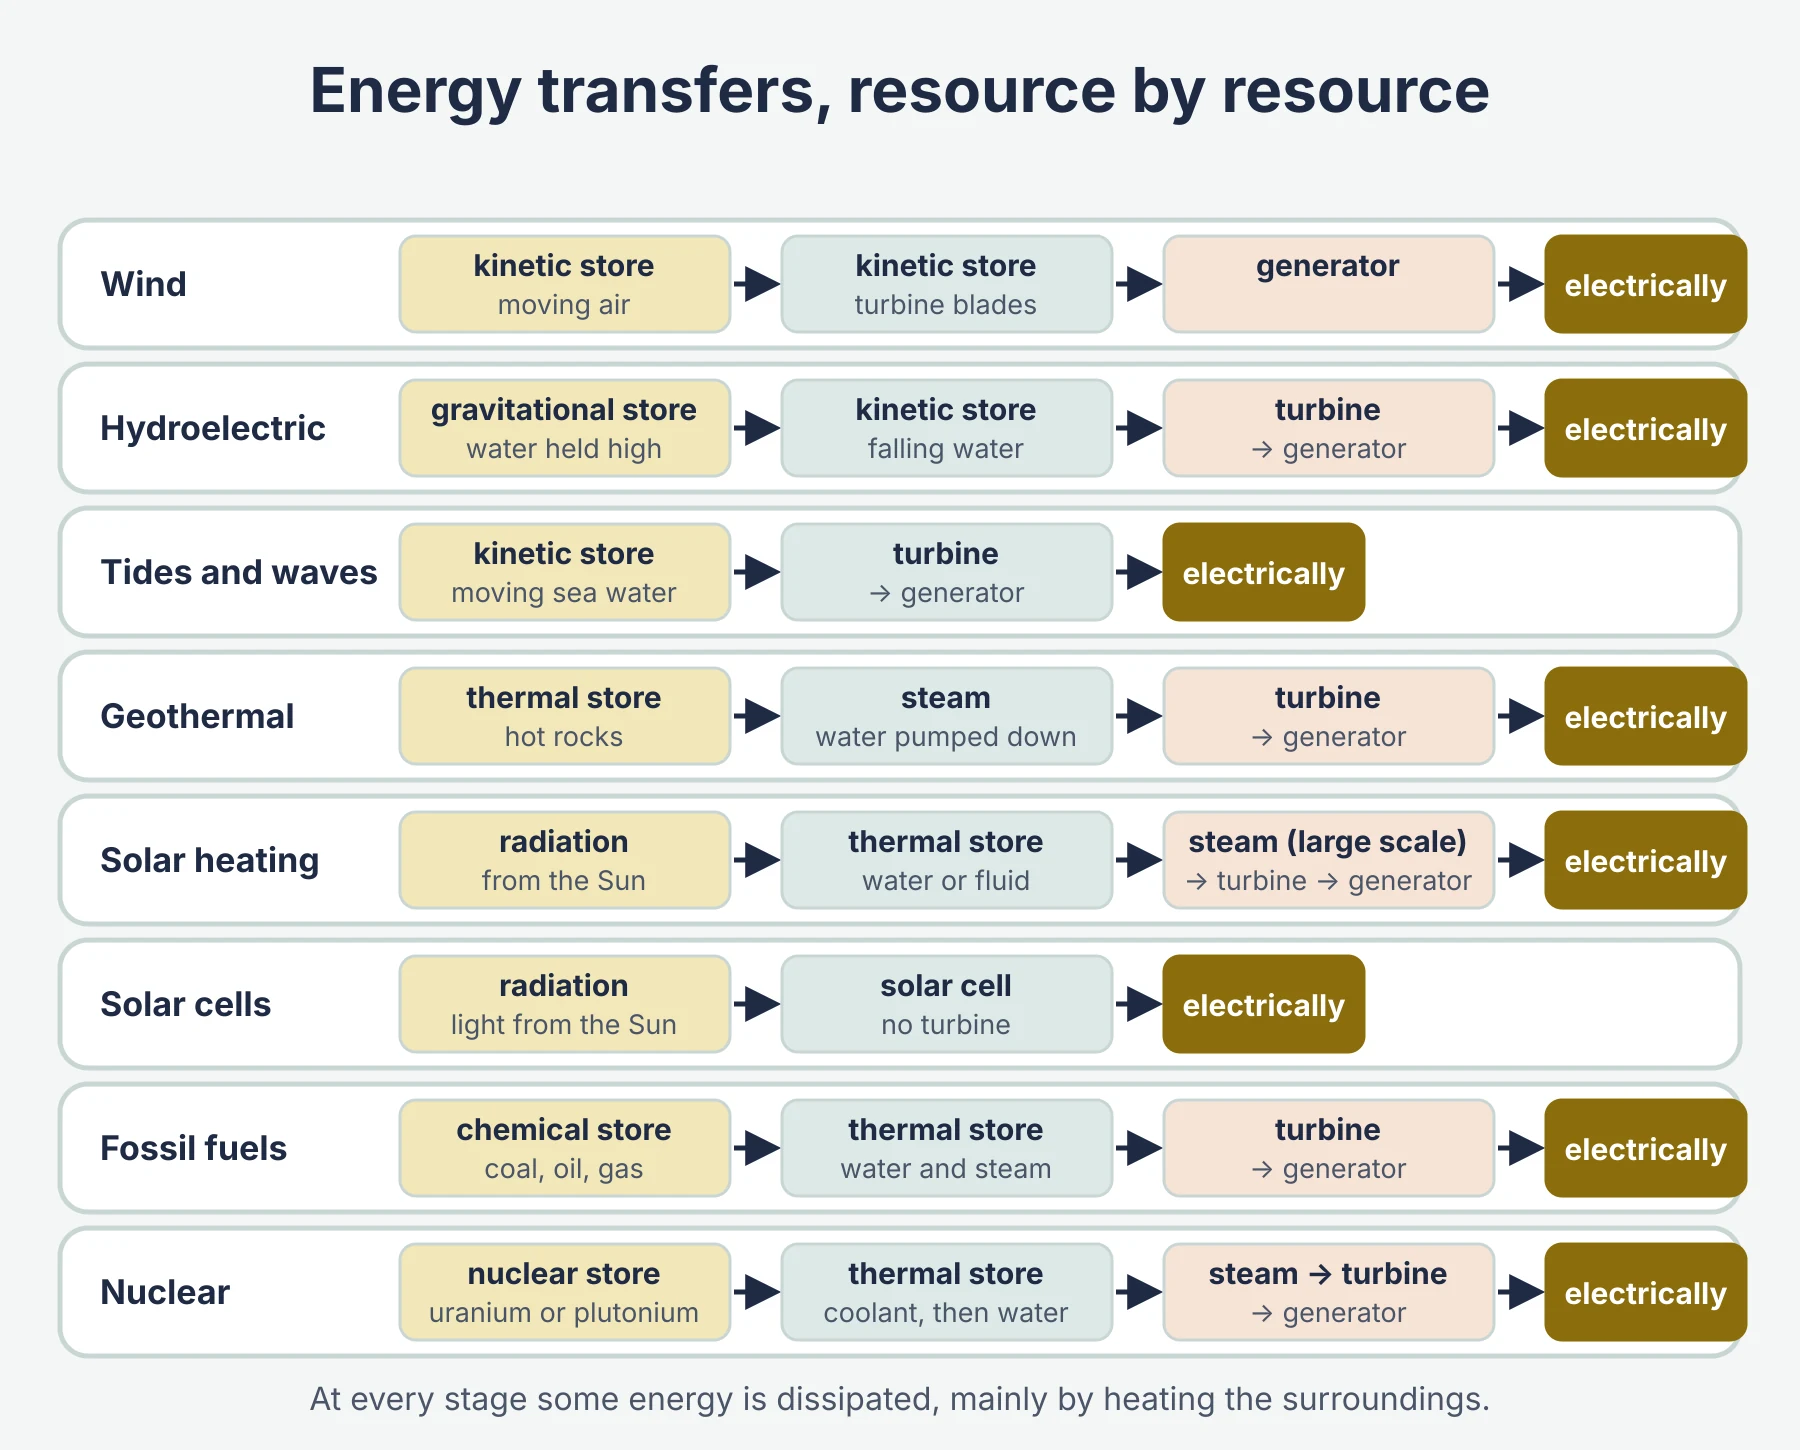 Energy transfers, resource by resource
Wind
kinetic store
moving air
kinetic store
turbine blades
generator
electrically
Hydroelectric
gravitational store
water held high
kinetic store
falling water
turbine
→ generator
electrically
Tides and waves
kinetic store
moving sea water
turbine
→ generator
electrically
Geothermal
thermal store
hot rocks
steam
water pumped down
turbine
→ generator
electrically
Solar heating
radiation
from the Sun
thermal store
water or fluid
steam (large scale)
→ turbine → generator
electrically
Solar cells
radiation
light from the Sun
solar cell
no turbine
electrically
Fossil fuels
chemical store
coal, oil, gas
thermal store
water and steam
turbine
→ generator
electrically
Nuclear
nuclear store
uranium or plutonium
thermal store
coolant, then water
steam → turbine
→ generator
electrically
At every stage some energy is dissipated, mainly by heating the surroundings.